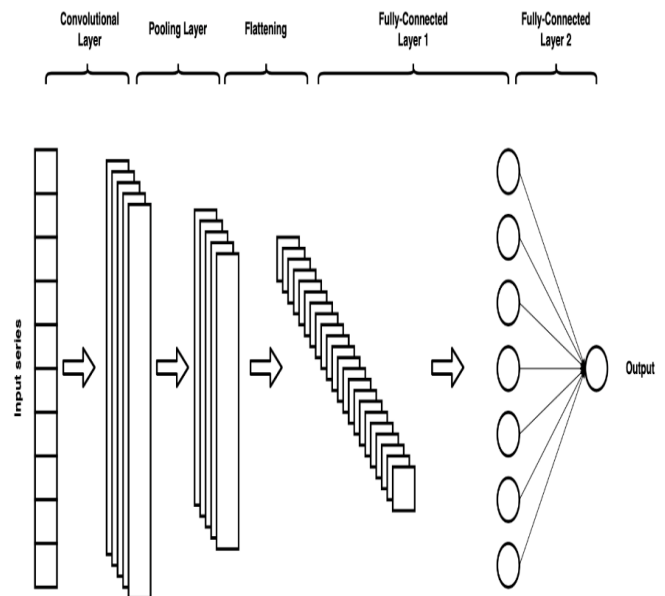 Convolutional
Layer
Pooling Layer
Flattening
Fully-Connected
Layer 1
Fully-Connected
Layer 2
Input series
Output